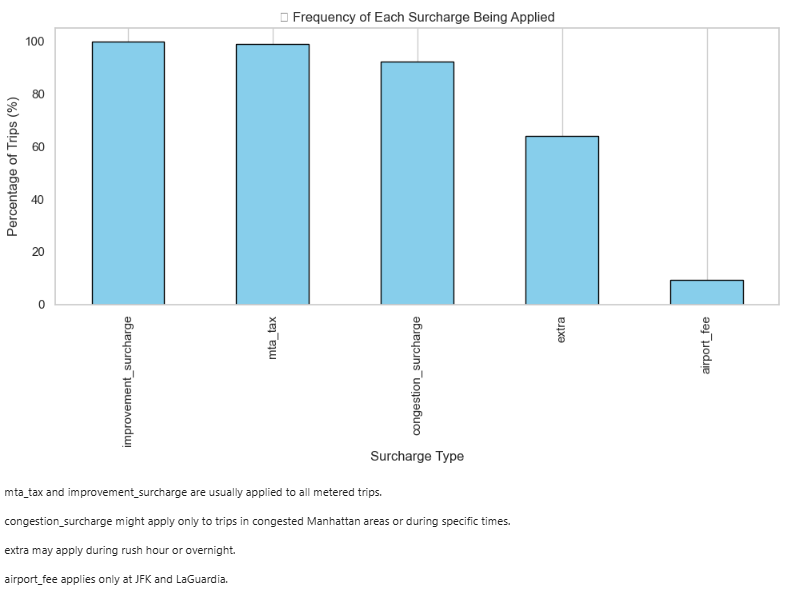 ▯ Frequency of Each Surcharge Being Applied
Percentage of Trips (%)
100
80
60
40
20
0
improvement_surcharge
mta_tax
congestion_surcharge
extra
airport_fee
Surcharge Type
mta_tax and improvement_surcharge are usually applied to all metered trips.
congestion_surcharge might apply only to trips in congested Manhattan areas or during specific times.
extra may apply during rush hour or overnight.
airport_fee applies only at JFK and LaGuardia.